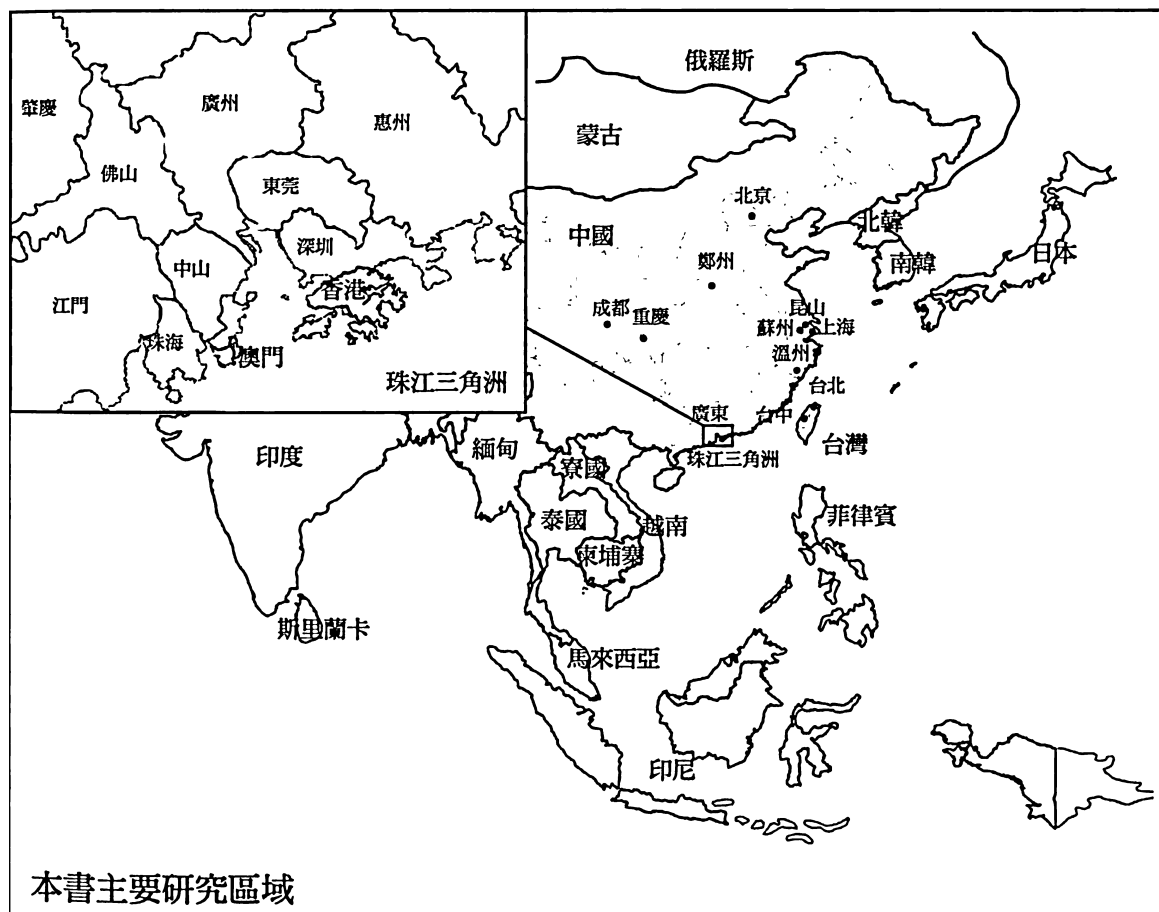 肇慶
廣州
惠州
佛山
東莞
深圳
中山
香港
江門
珠海
澳門
珠江三角洲
俄羅斯
蒙古
北京
中國
北韓
南韓
日本
鄭州
成都
重慶
昆山
蘇州
上海
溫州
台北
廣東
台中
台灣
珠江三角洲
印度
緬甸
寮國
泰國
越南
柬埔寨
菲律賓
斯里蘭卡
馬來西亞
印尼
本書主要研究區域